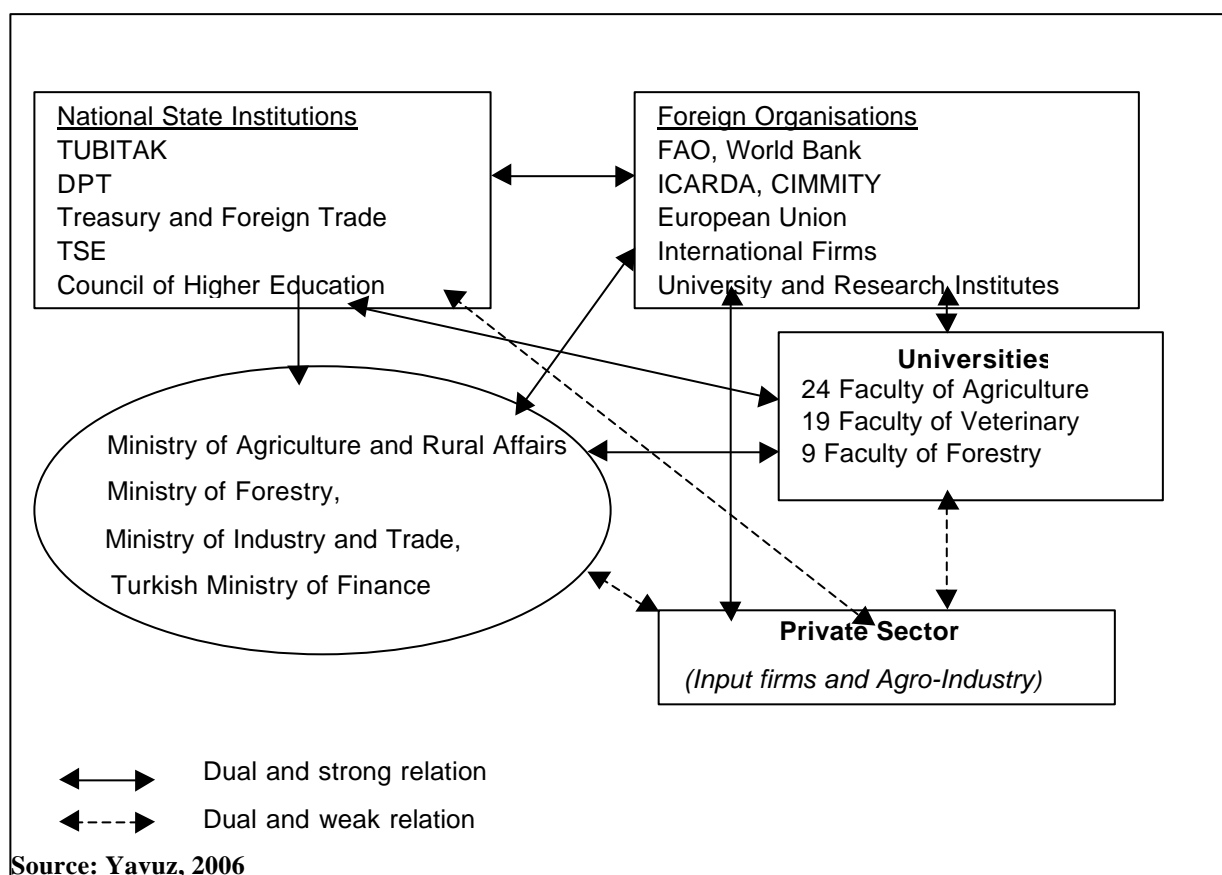 National State Institutions
TUBITAK
DPT
Treasury and Foreign Trade
TSE
Council of Higher Education
Foreign Organisations
FAO, World Bank
ICARDA, CIMMITY
European Union
International Firms
University and Research Institutes
Universities
24 Faculty of Agriculture
19 Faculty of Veterinary
9 Faculty of Forestry
Ministry of Agriculture and Rural Affairs
Ministry of Forestry,
Ministry of Industry and Trade,
Turkish Ministry of Finance
Private Sector
(Input firms and Agro-Industry)
Dual and strong relation
Dual and weak relation
Source: Yavuz, 2006